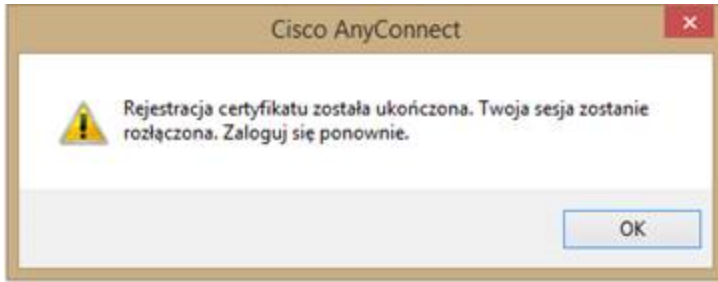 Cisco AnyConnect
Rejestracja certyfikatu została ukończona. Twoja sesja zostanie
rozłączona. Zaloguj się ponownie.
OK